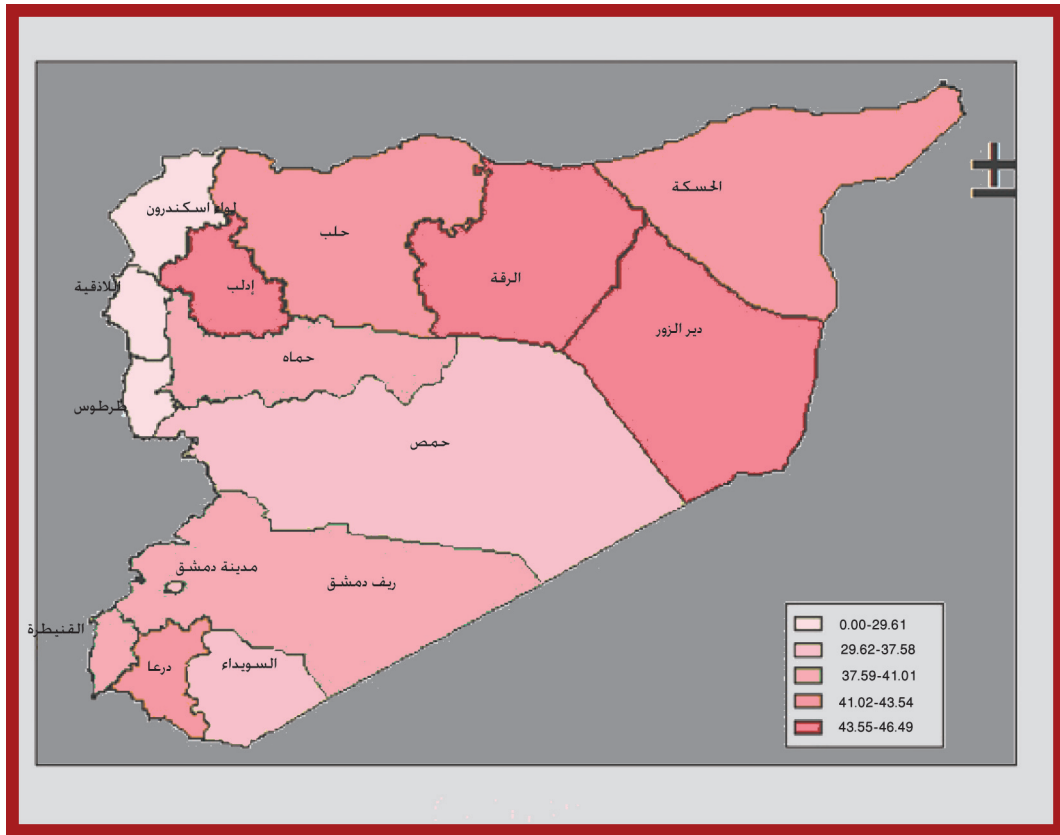 الحسكة
لواء اسكندرون
حلب
الرقة
إدلب
اللاذقية
دير الزور
حماه
طرطوس
حمص
مدينة دمشق
ريف دمشق
القنيطرة
درعا
السويداء
0.00-29.61
29.62-37.58
37.59-41.01
41.02-43.54
43.55-46.49